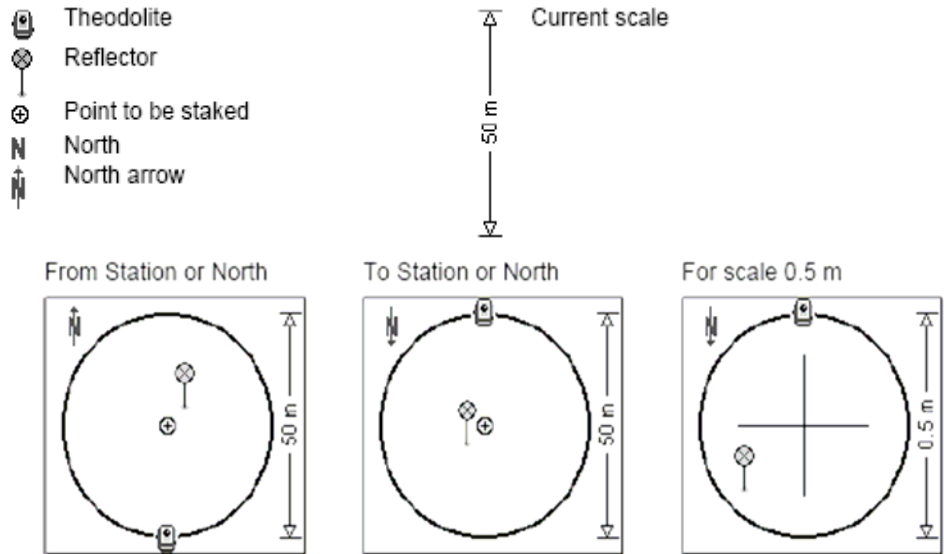 Theodolite
Reflector
Point to be staked
N North
N North arrow
50 m
Current scale
From Station or North
N
50 m
To Station or North
N
50 m
For scale 0.5 m
N
0.5 m